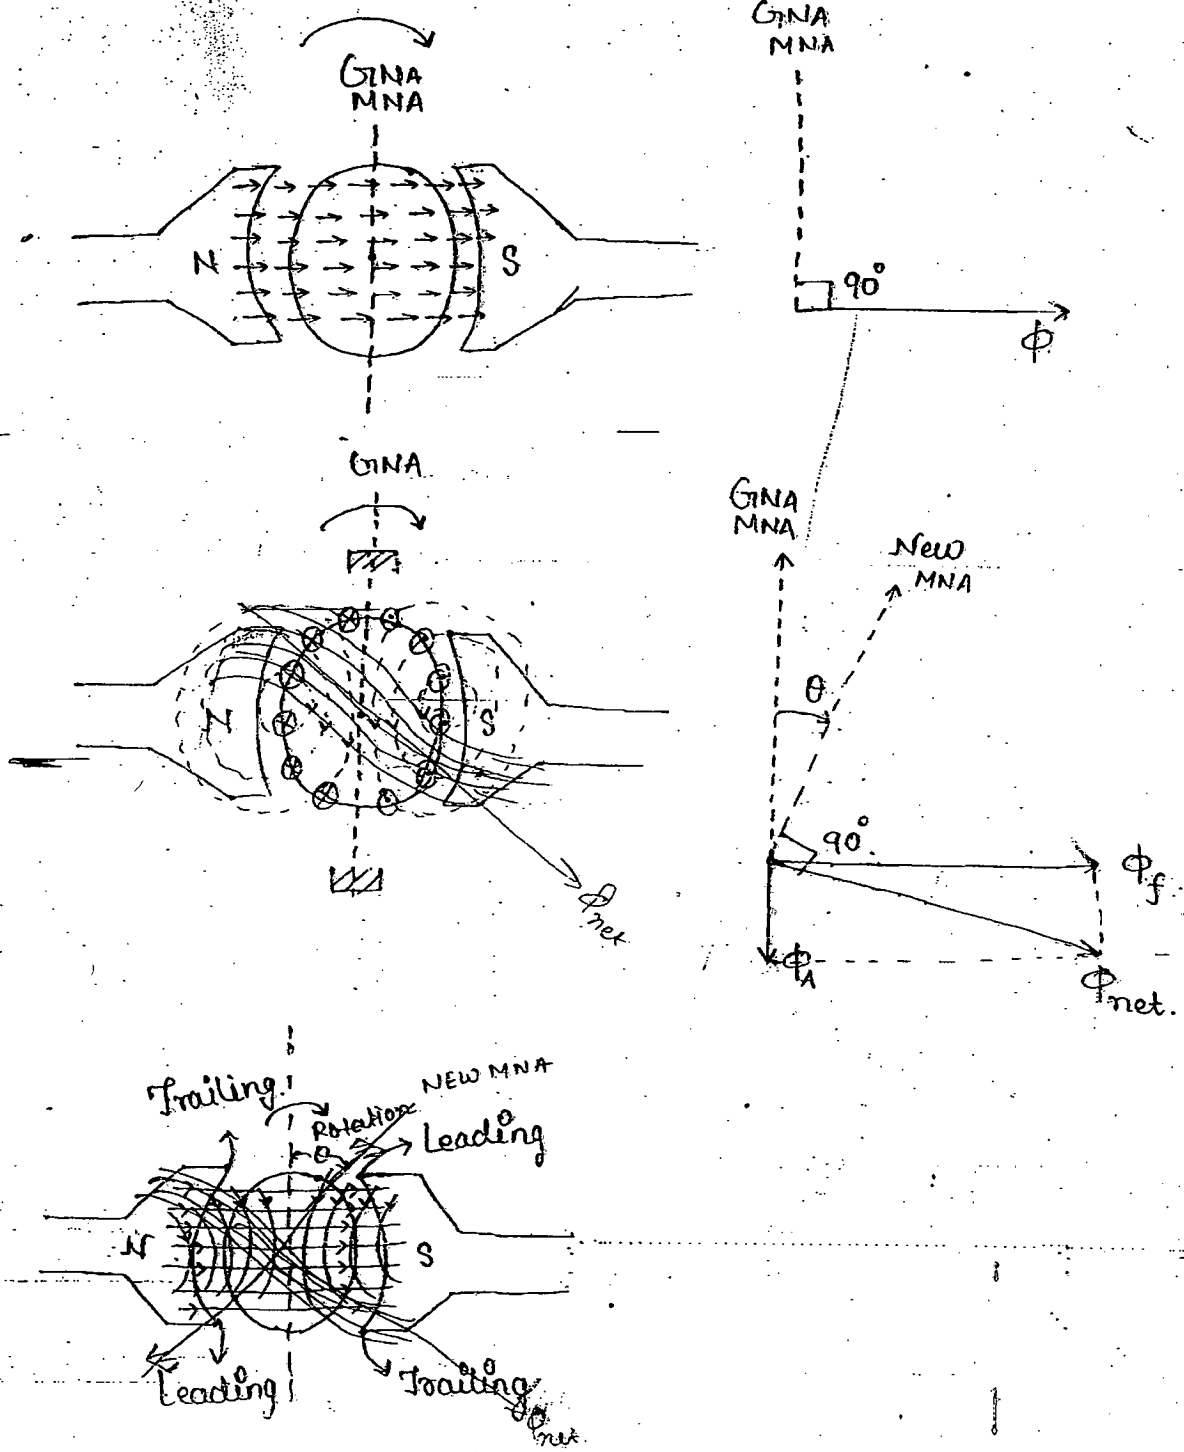 GNA
MNA
N
S
GNA
MNA
90°
ϕ
GNA
N
S
ϕnet
GNA
MNA
New
MNA
θ
90°.
ϕf
ϕA
ϕnet.
Trailing
NEW MNA
Rotation
Leading
θ
N
S
Leading
Trailing
ϕnet.